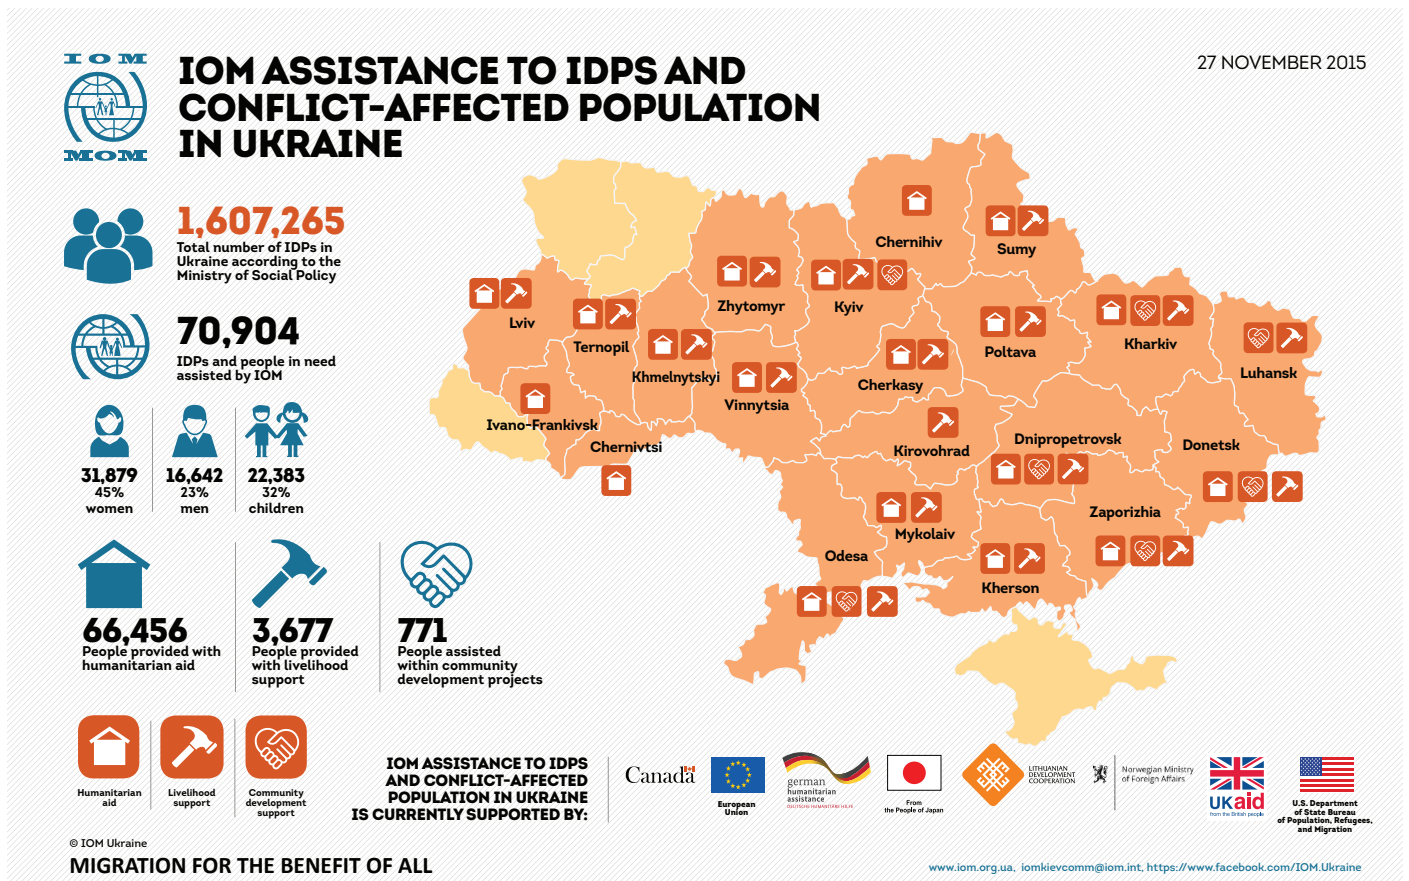 I O M
MOM
IOM ASSISTANCE TO IDPS AND
CONFLICT-AFFECTED POPULATION
IN UKRAINE
27 NOVEMBER 2015
1,607,265
Total number of IDPs in
Ukraine according to the
Ministry of Social Policy
70,904
IDPs and people in need
assisted by IOM
31,879
45%
women
16,642
23%
men
22,383
32%
children
66,456
People provided with
humanitarian aid
3,677
People provided
with livelihood
support
771
People assisted
within community
development projects
Humanitarian
aid
Livelihood
support
Community
development
support
Chernihiv
Sumy
Zhytomyr
Kyiv
Lviv
Ternopil
Khmelnytskyi
Vinnytsia
Poltava
Kharkiv
Luhansk
Cherkasy
Ivano-Frankivsk
Chernivtsi
Kirovohrad
Dnipropetrovsk
Donetsk
Zaporizhia
Mykolaiv
Odesa
Kherson
IOM ASSISTANCE TO IDPS
AND CONFLICT-AFFECTED
POPULATION IN UKRAINE
IS CURRENTLY SUPPORTED BY:
Canada
European
Union
german
humanitarian
assistance
DEUTSCHE HUMANITÄRE HILFE
From
the People of Japan
LITHUANIAN
DEVELOPMENT
COOPERATION
Norwegian Ministry
of Foreign Affairs
UKaid
from the British people
U.S. Department
of State Bureau
of Population, Refugees,
and Migration
© IOM Ukraine
MIGRATION FOR THE BENEFIT OF ALL
www.iom.org.ua, iomkievcomm@iom.int, https://www.facebook.com/IOM.Ukraine